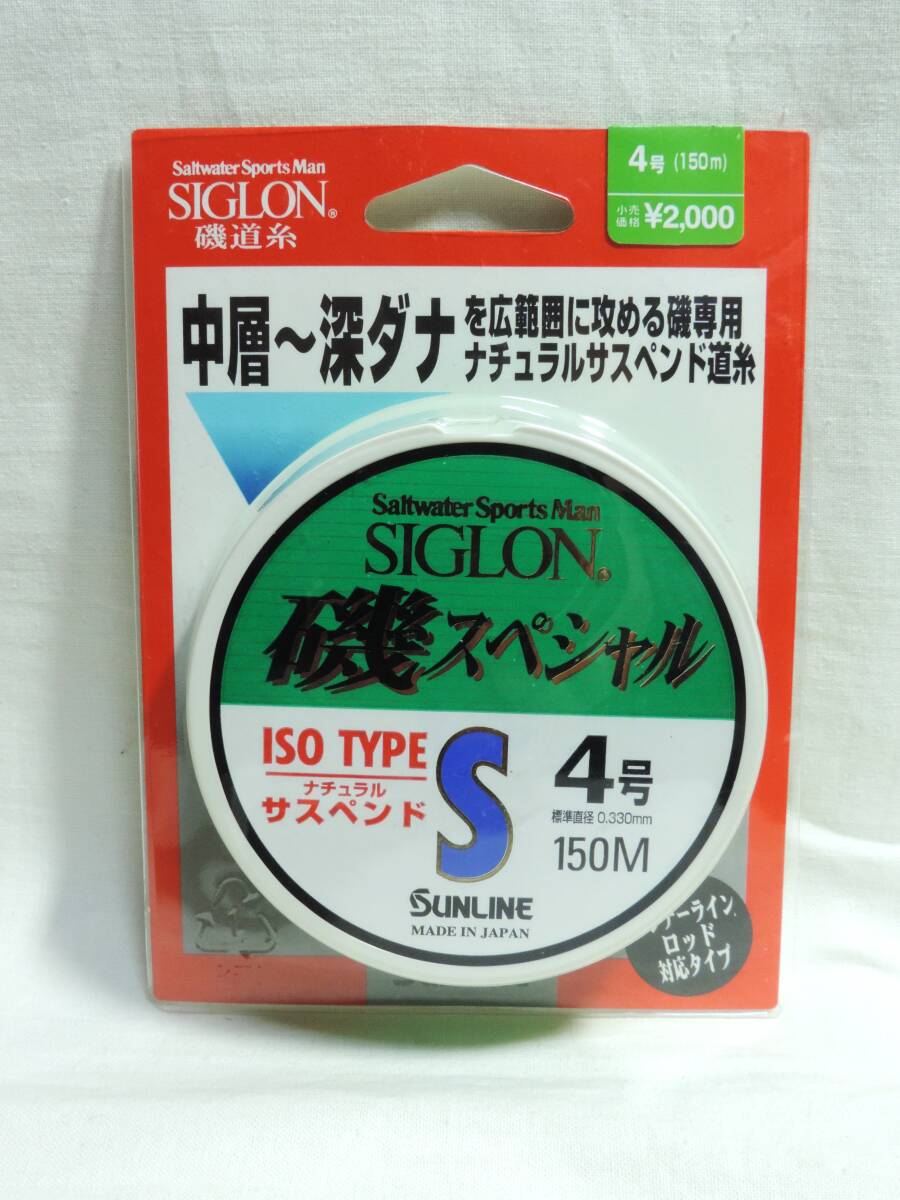 Saltwater Sports Man
SIGLON®
磯道糸
4号 (150m)
小売価格 ¥2,000
中層～深ダナ
を広範囲に攻める磯専用
ナチュラルサスペンド道糸
Saltwater Sports Man
SIGLON®
磯スペシャル
ISO TYPE
ナチュラル
サスペンド
S
4号
標準直径 0.330mm
150M
SUNLINE
MADE IN JAPAN
ロッド
対応タイプ